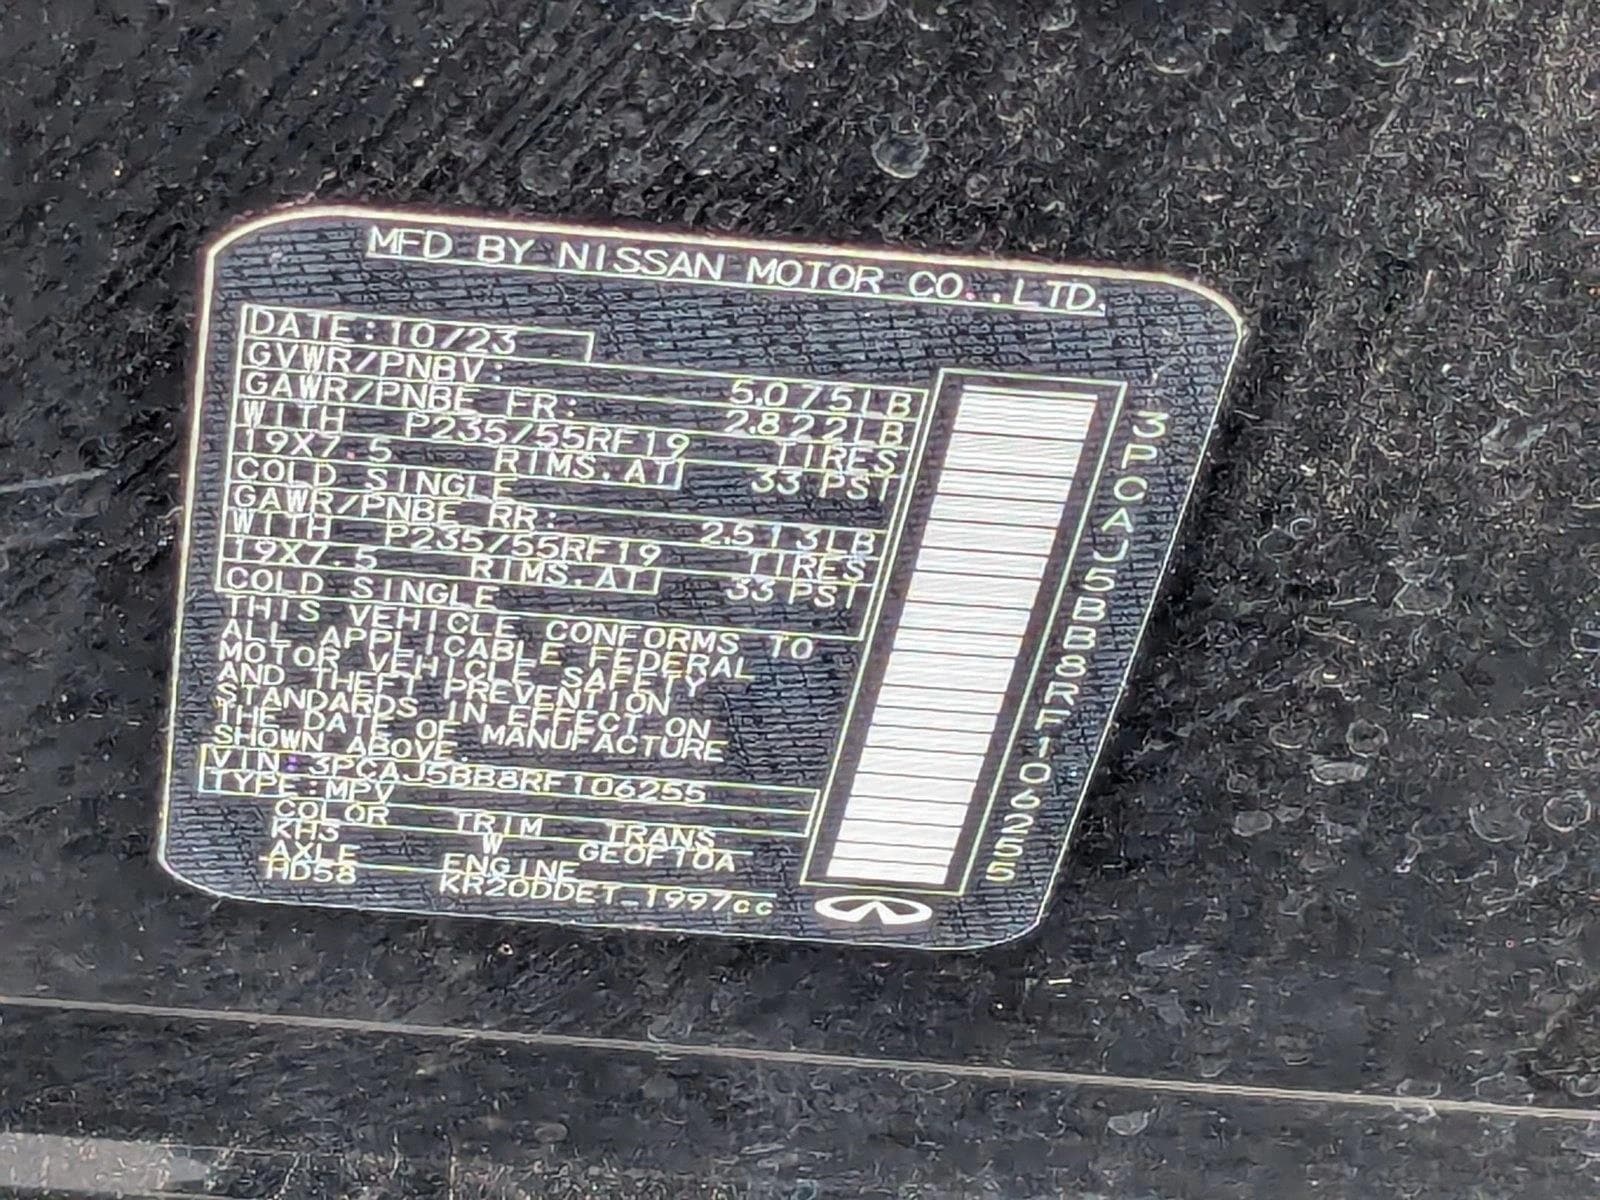 MFD BY NISSAN MOTOR CO.,LTD.
DATE:10/23
GVWR/PNBV: 5,075LB
GAWR/PNBE FR: 2,822LB
WITH P235/55RF19 TIRES
19X7.5 RIMS,AT 33 PSI
COLD SINGLE
GAWR/PNBE RR: 2,513LB
WITH P235/55RF19 TIRES
19X7.5 RIMS,AT 33 PSI
COLD SINGLE
THIS VEHICLE CONFORMS TO
ALL APPLICABLE FEDERAL
MOTOR VEHICLE SAFETY
AND THEFT PREVENTION
STANDARDS IN EFFECT ON
THE DATE OF MANUFACTURE
SHOWN ABOVE.
VIN:3PCAJ5BB8RF106255
TYPE:MPV
COLOR TRIM TRANS
KH3 W GE0F10A
AXLE ENGINE
HD58 KR20DDET-1997cc
3PCAJ5BB8RF106255